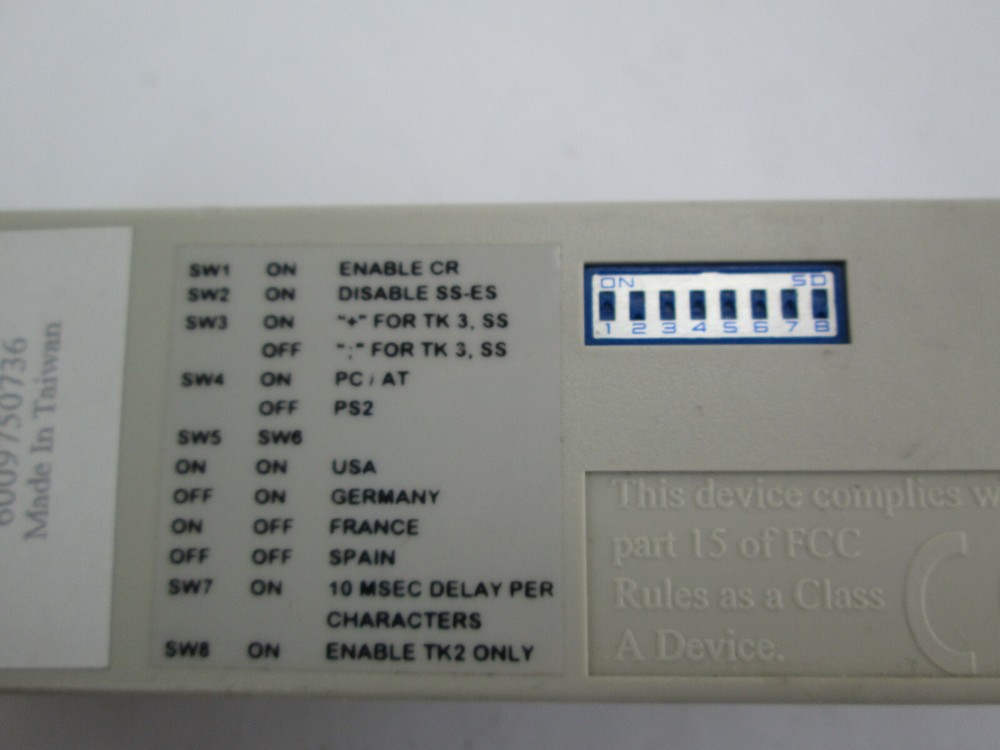 6009750736
Made In Taiwan
SW1 ON ENABLE CR
SW2 ON DISABLE SS-ES
SW3 ON "+" FOR TK 3, SS
OFF ";" FOR TK 3, SS
SW4 ON PC / AT
OFF PS2
SW5 SW6
ON ON USA
OFF ON GERMANY
ON OFF FRANCE
OFF OFF SPAIN
SW7 ON 10 MSEC DELAY PER
CHARACTERS
SW8 ON ENABLE TK2 ONLY
ON SD
1 2 3 4 5 6 7 8
This device complies
part 15 of FCC
Rules as a Class
A Device.